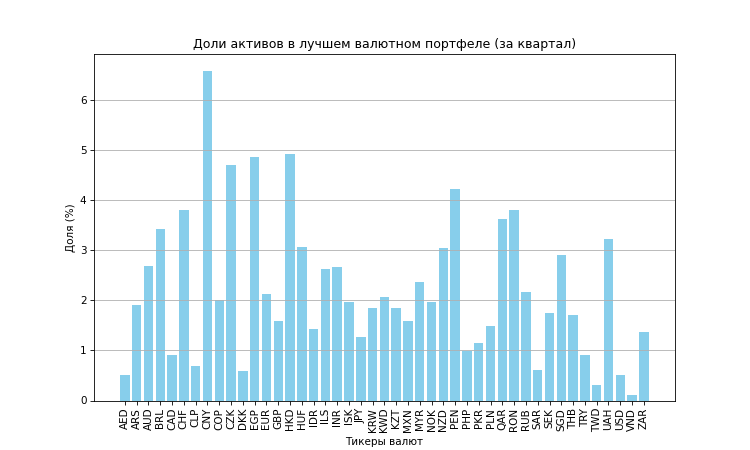 Доли активов в лучшем валютном портфеле (за квартал)
Доля (%)
6
5
4
3
2
1
0
AED ARS AUD BRL CAD CHF CLP CNY COP CZK DKK EGP EUR GBP HKD HUF IDR ILS INR ISK JPY KRW KWD KZT MXN MYR NOK NZD PEN PHP PKR PLN QAR RON RUB SAR SEK SGD THB TRY TWD UAH USD VND ZAR
Тикеры валют